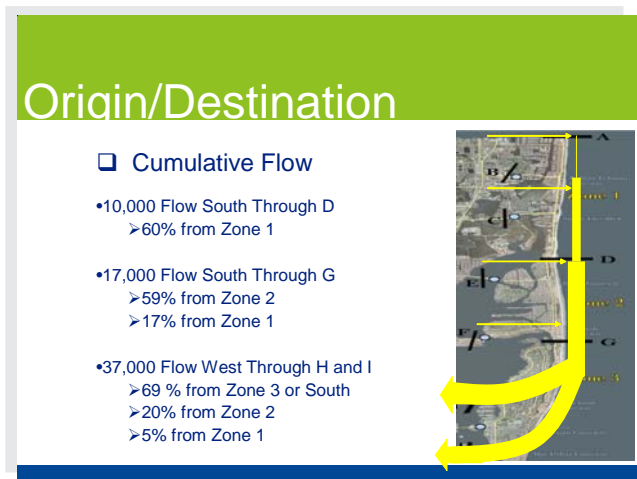 Origin/Destination
❑ Cumulative Flow
•10,000 Flow South Through D
➢60% from Zone 1
•17,000 Flow South Through G
➢59% from Zone 2
➢17% from Zone 1
•37,000 Flow West Through H and I
➢69 % from Zone 3 or South
➢20% from Zone 2
➢5% from Zone 1
A
B
C
D
E
F
G